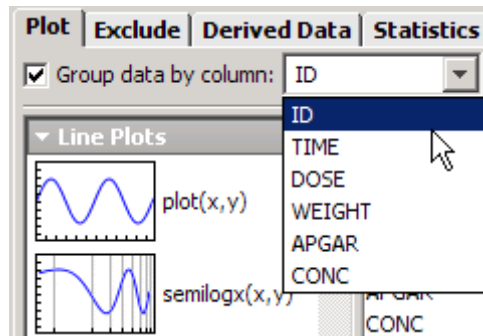 Plot Exclude Derived Data Statistics
Group data by column: ID
ID
TIME
DOSE
WEIGHT
APGAR
CONC
Line Plots
plot(x,y)
semilogx(x,y)
APGAR
CONC